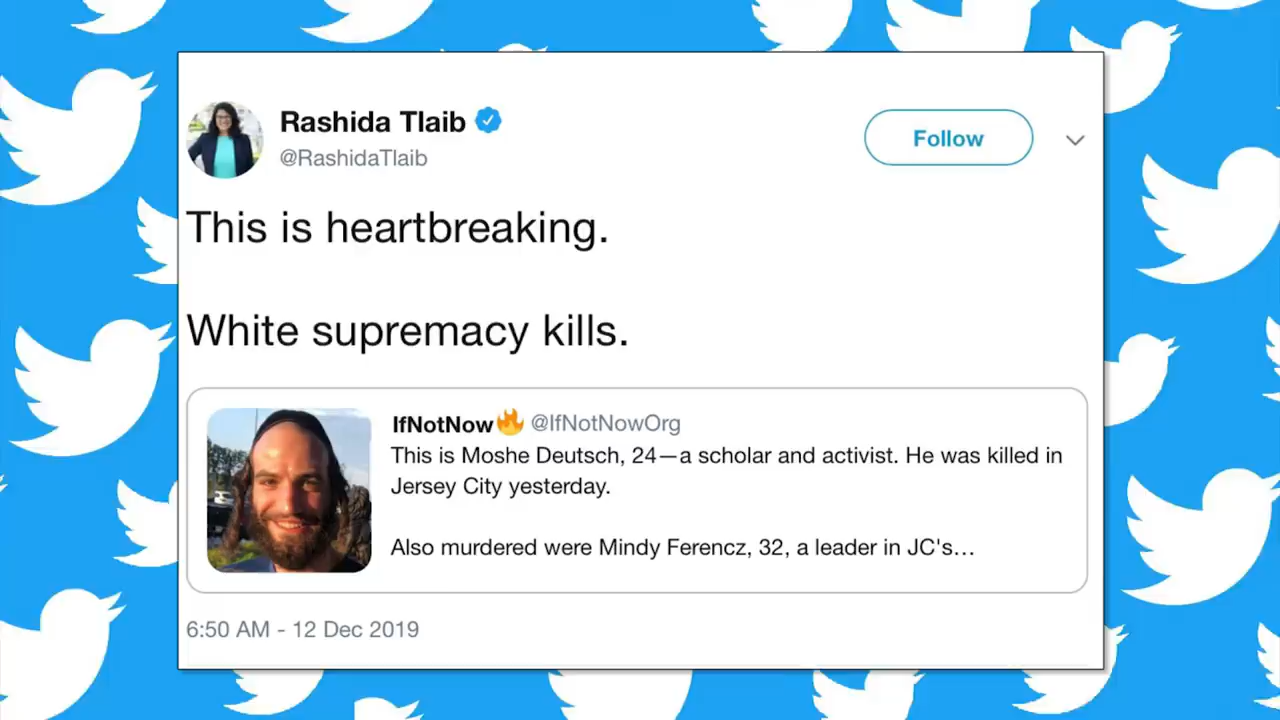 Rashida Tlaib
@RashidaTlaib
Follow
This is heartbreaking.
White supremacy kills.
IfNotNow🔥 @IfNotNowOrg
This is Moshe Deutsch, 24—a scholar and activist. He was killed in
Jersey City yesterday.
Also murdered were Mindy Ferencz, 32, a leader in JC's...
6:50 AM - 12 Dec 2019